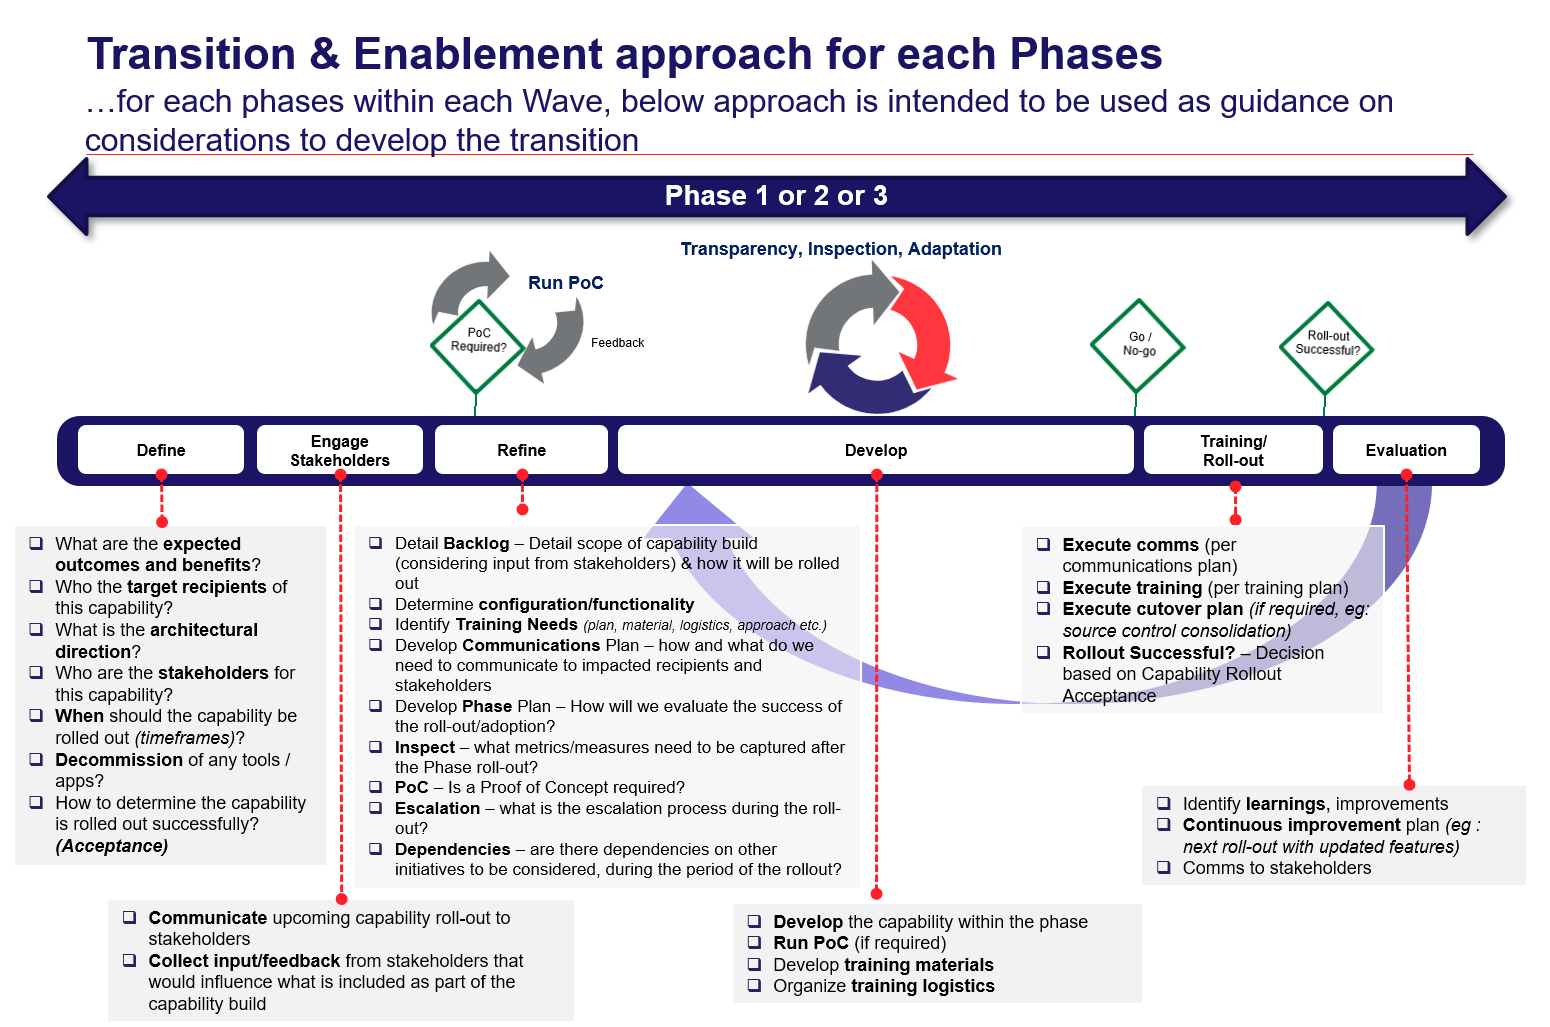 Transition & Enablement approach for each Phases
…for each phases within each Wave, below approach is intended to be used as guidance on
considerations to develop the transition
Phase 1 or 2 or 3
Transparency, Inspection, Adaptation
Run PoC
PoC
Required?
Feedback
Go /
No-go
Roll-out
Successful?
Define
Engage
Stakeholders
Refine
Develop
Training/
Roll-out
Evaluation
What are the expected
outcomes and benefits?
Who the target recipients of
this capability?
What is the architectural
direction?
Who are the stakeholders for
this capability?
When should the capability be
rolled out (timeframes)?
Decommission of any tools /
apps?
How to determine the capability
is rolled out successfully?
(Acceptance)
Detail Backlog – Detail scope of capability build
(considering input from stakeholders) & how it will be rolled
out
Determine configuration/functionality
Identify Training Needs (plan, material, logistics, approach etc.)
Develop Communications Plan – how and what do we
need to communicate to impacted recipients and
stakeholders
Develop Phase Plan – How will we evaluate the success of
the roll-out/adoption?
Inspect – what metrics/measures need to be captured after
the Phase roll-out?
PoC – Is a Proof of Concept required?
Escalation – what is the escalation process during the roll-
out?
Dependencies – are there dependencies on other
initiatives to be considered, during the period of the rollout?
Execute comms (per
communications plan)
Execute training (per training plan)
Execute cutover plan (if required, eg:
source control consolidation)
Rollout Successful? – Decision
based on Capability Rollout
Acceptance
Identify learnings, improvements
Continuous improvement plan (eg :
next roll-out with updated features)
Comms to stakeholders
Communicate upcoming capability roll-out to
stakeholders
Collect input/feedback from stakeholders that
would influence what is included as part of the
capability build
Develop the capability within the phase
Run PoC (if required)
Develop training materials
Organize training logistics